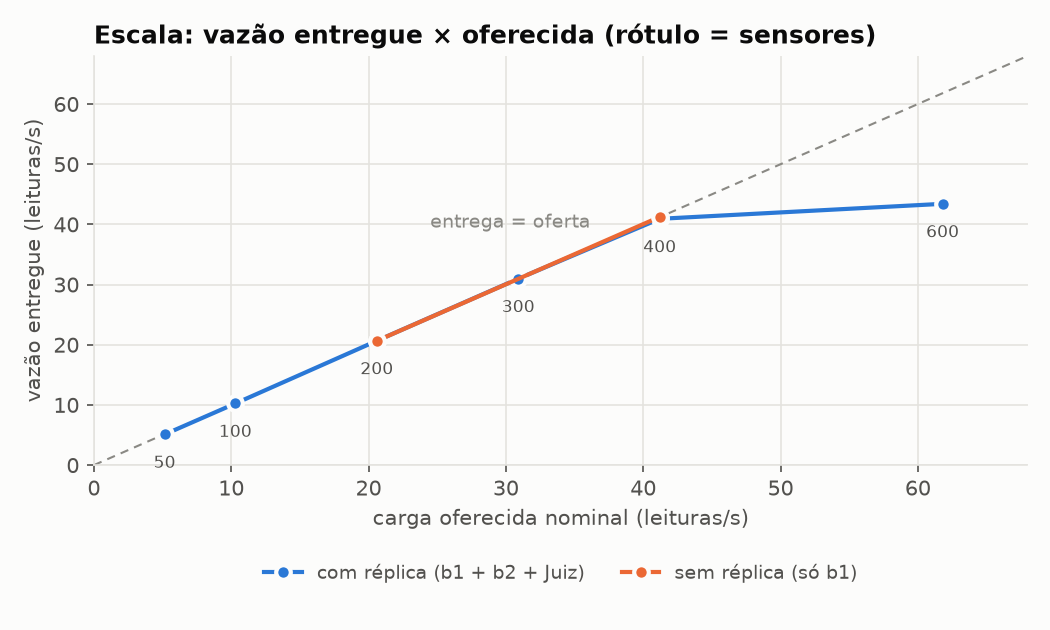 Escala: vazão entregue × oferecida (rótulo = sensores)
vazão entregue (leituras/s)
60
50
40
30
20
10
0
entrega = oferta
50
100
200
300
400
600
0 10 20 30 40 50 60
carga oferecida nominal (leituras/s)
com réplica (b1 + b2 + Juiz) sem réplica (só b1)